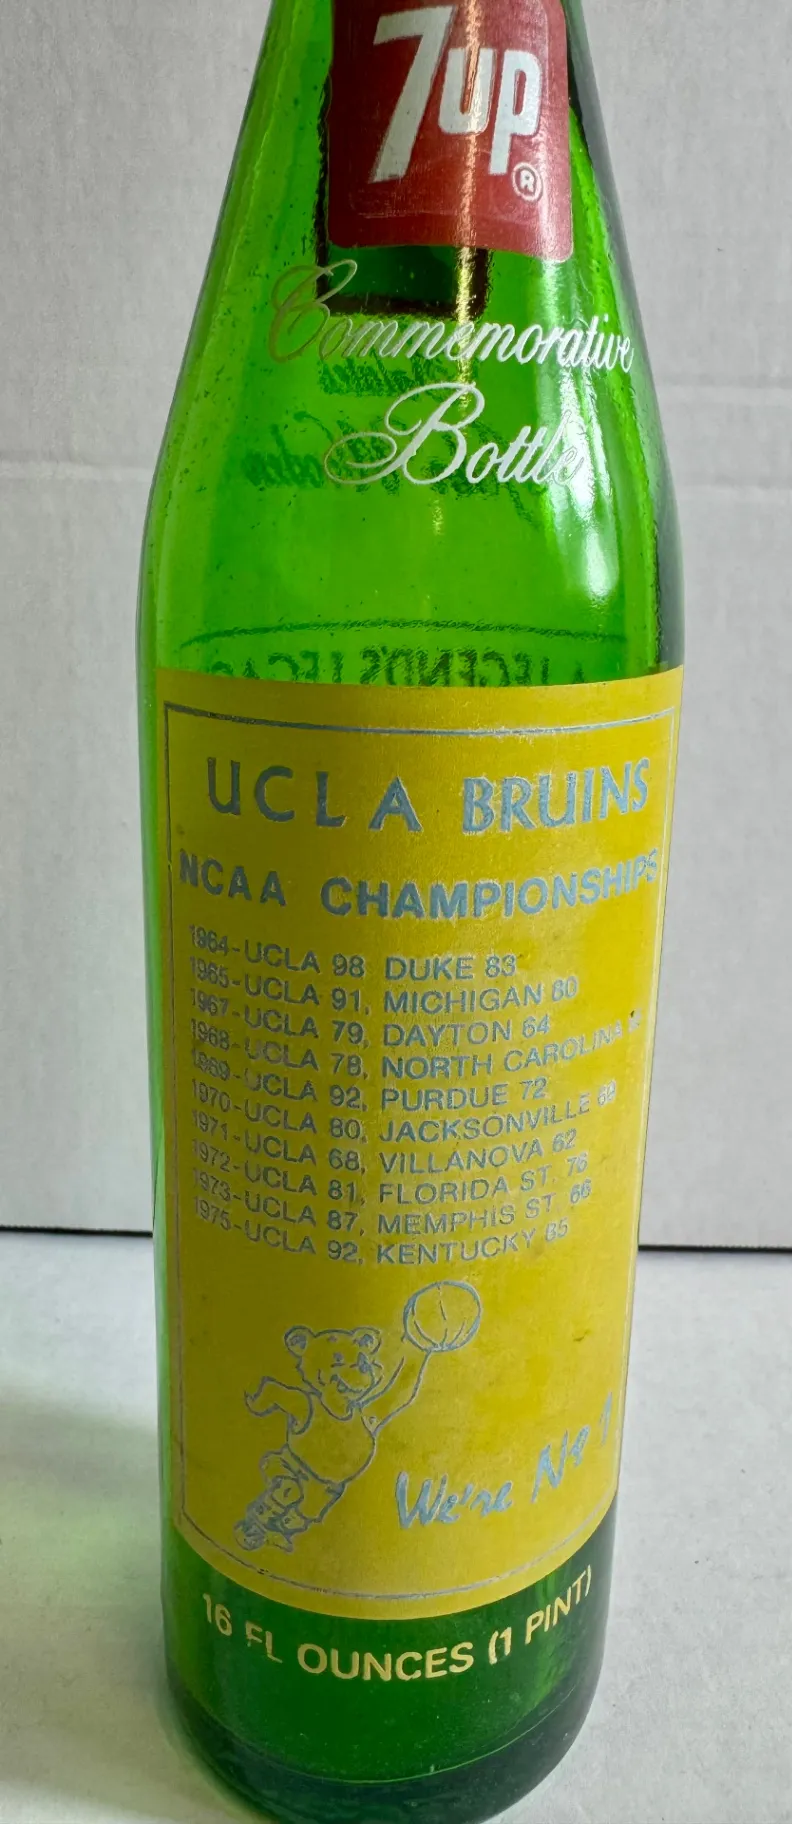 7up®
Commemorative
Bottle
UCLA BRUINS
NCAA CHAMPIONSHIPS
1964-UCLA 98 DUKE 83
1965-UCLA 91, MICHIGAN 80
1967-UCLA 79, DAYTON 64
1968-UCLA 78, NORTH CAROLINA
1969-UCLA 92, PURDUE 72
1970-UCLA 80, JACKSONVILLE 69
1971-UCLA 68, VILLANOVA 62
1972-UCLA 81, FLORIDA ST. 76
1973-UCLA 87, MEMPHIS ST. 66
1975-UCLA 92, KENTUCKY 85
We're No 1
16 FL OUNCES (1 PINT)